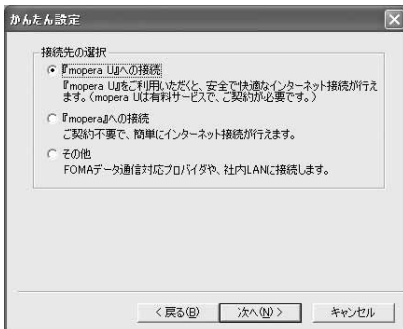 かんたん設定
接続先の選択
『mopera U』への接続
『mopera U』をご利用いただくと、安全で快適なインターネット接続が行え
ます。（mopera Uは有料サービスで、ご契約が必要です。）
『mopera』への接続
ご契約不要で、簡単にインターネット接続が行えます。
その他
FOMAデータ通信対応プロバイダや、社内LANに接続します。
< 戻る(B) 次へ(N) > キャンセル